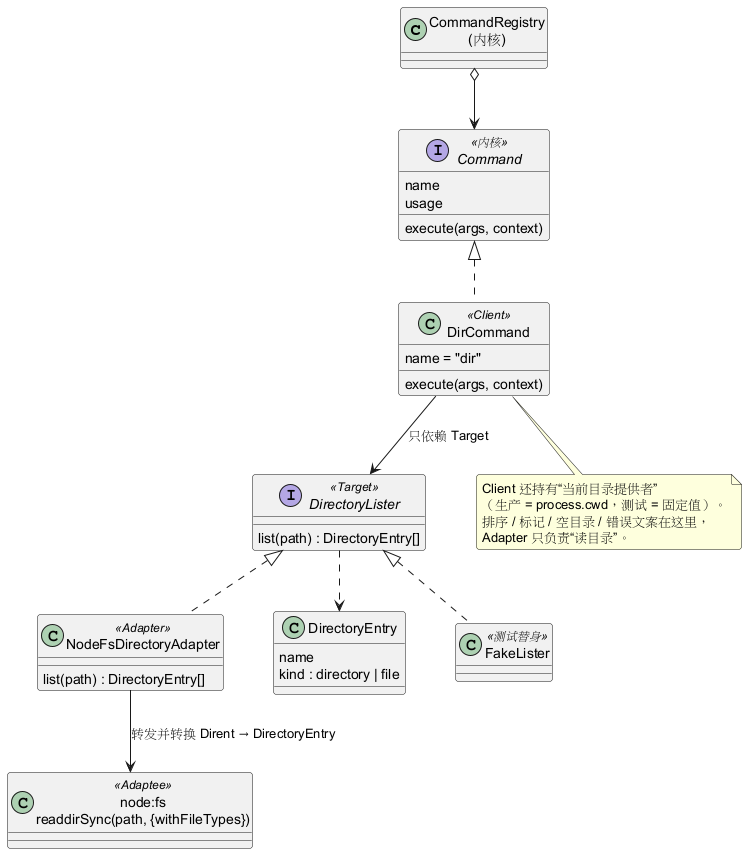 CommandRegistry
(内核)
«内核»
Command
name
usage
execute(args, context)
«Client»
DirCommand
name = "dir"
execute(args, context)
只依赖 Target
Client 还持有“当前目录提供者”
（生产 = process.cwd，测试 = 固定值）。
排序 / 标记 / 空目录 / 错误文案在这里，
Adapter 只负责“读目录”。
«Target»
DirectoryLister
list(path) : DirectoryEntry[]
«Adapter»
NodeFsDirectoryAdapter
list(path) : DirectoryEntry[]
DirectoryEntry
name
kind : directory | file
«测试替身»
FakeLister
转发并转换 Dirent → DirectoryEntry
«Adaptee»
node:fs
readdirSync(path, {withFileTypes})